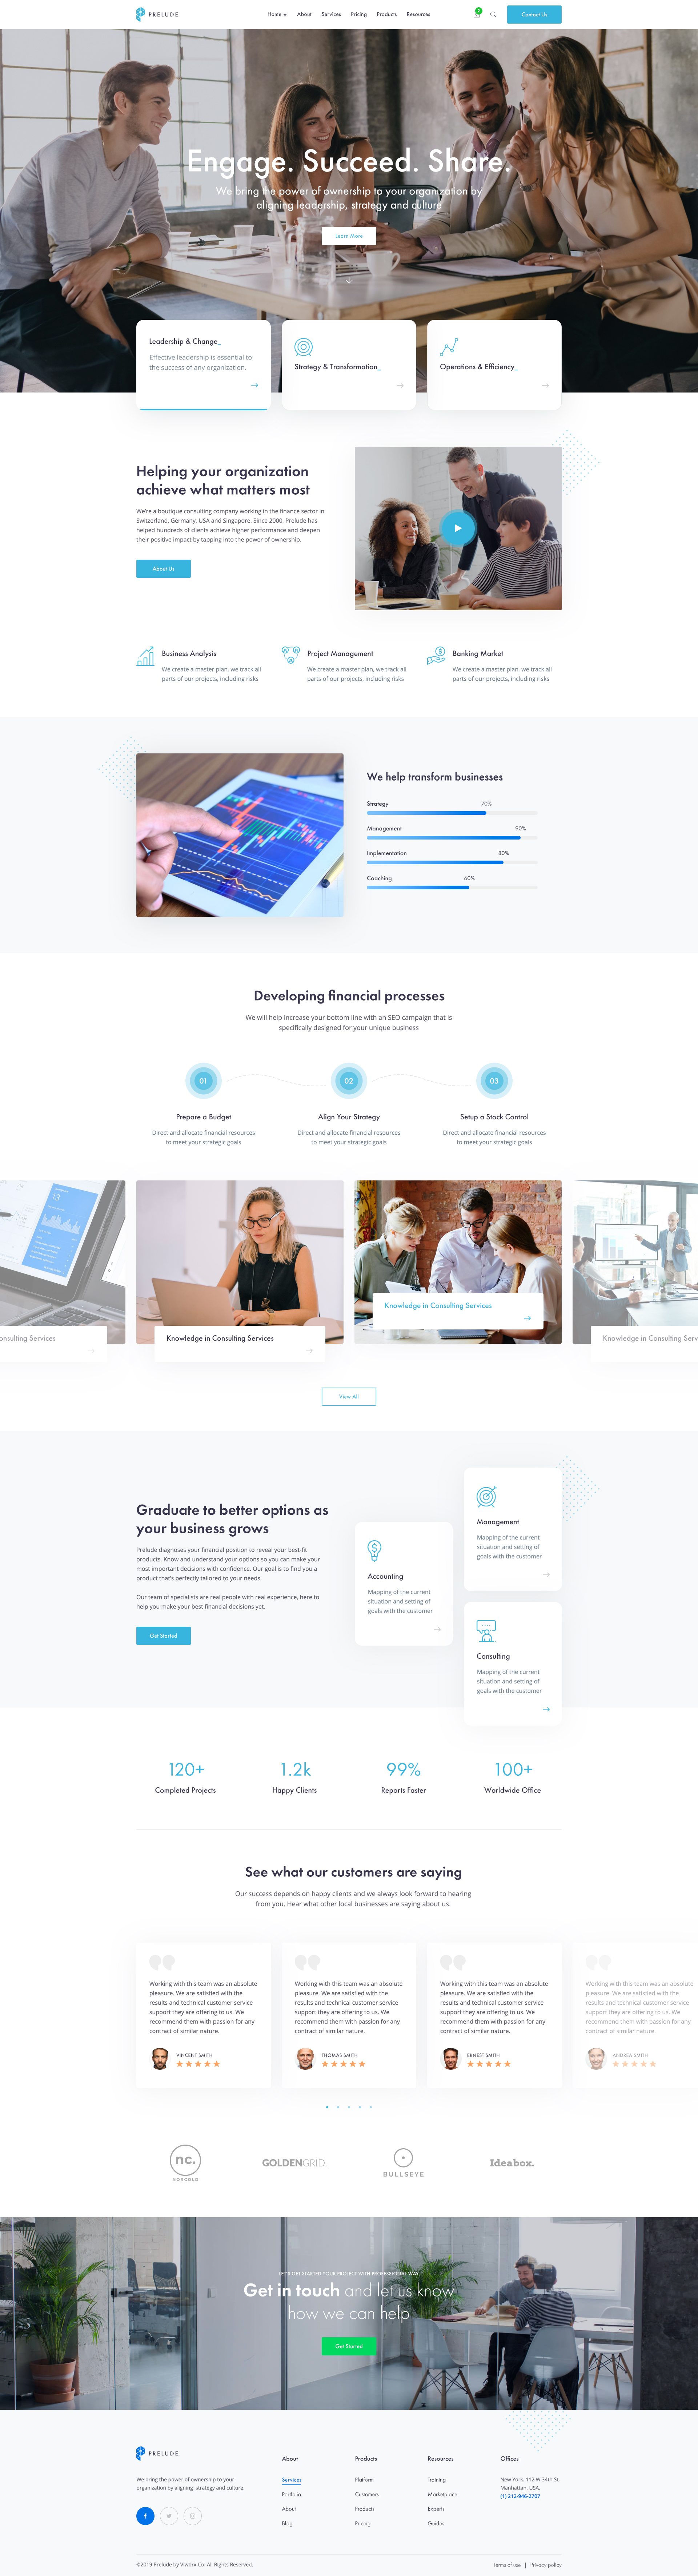 PRELUDE
Home About Services Pricing Products Resources
2
Contact Us
Engage. Succeed. Share.
We bring the power of ownership to your organization by
aligning leadership, strategy and culture
Learn More
Leadership & Change_
Effective leadership is essential to
the success of any organization.
Strategy & Transformation_
Operations & Efficiency_
Helping your organization
achieve what matters most
We're a boutique consulting company working in the finance sector in
Switzerland, Germany, USA and Singapore. Since 2000, Prelude has
helped hundreds of clients achieve higher performance and deepen
their positive impact by tapping into the power of ownership.
About Us
Business Analysis
We create a master plan, we track all
parts of our projects, including risks
Project Management
We create a master plan, we track all
parts of our projects, including risks
Banking Market
We create a master plan, we track all
parts of our projects, including risks
We help transform businesses
Strategy 70%
Management 90%
Implementation 80%
Coaching 60%
Developing financial processes
We will help increase your bottom line with an SEO campaign that is
specifically designed for your unique business
01
Prepare a Budget
Direct and allocate financial resources
to meet your strategic goals
02
Align Your Strategy
Direct and allocate financial resources
to meet your strategic goals
03
Setup a Stock Control
Direct and allocate financial resources
to meet your strategic goals
13
onsulting Services
Knowledge in Consulting Services
Knowledge in Consulting Services
Knowledge in Consulting Serv
View All
Graduate to better options as
your business grows
Prelude diagnoses your financial position to reveal your best-fit
products. Know and understand your options so you can make your
most important decisions with confidence. Our goal is to find you a
product that's perfectly tailored to your needs.
Our team of specialists are real people with real experience, here to
help you make your best financial decisions yet.
Get Started
Accounting
Mapping of the current
situation and setting of
goals with the customer
Management
Mapping of the current
situation and setting of
goals with the customer
Consulting
Mapping of the current
situation and setting of
goals with the customer
120+
Completed Projects
1.2k
Happy Clients
99%
Reports Faster
100+
Worldwide Office
See what our customers are saying
Our success depends on happy clients and we always look forward to hearing
from you. Hear what other local businesses are saying about us.
Working with this team was an absolute
pleasure. We are satisfied with the
results and technical customer service
support they are offering to us. We
recommend them with passion for any
contract of similar nature.
VINCENT SMITH
Working with this team was an absolute
pleasure. We are satisfied with the
results and technical customer service
support they are offering to us. We
recommend them with passion for any
contract of similar nature.
THOMAS SMITH
Working with this team was an absolute
pleasure. We are satisfied with the
results and technical customer service
support they are offering to us. We
recommend them with passion for any
contract of similar nature.
ERNEST SMITH
Working with this team was an absolute
pleasure. We are satisfied with the
results and technical customer service
support they are offering to us. We
recommend them with passion for any
contract of similar nature.
ANDREA SMITH
nc.
NORCOLD
GOLDENGRID.
BULLSEYE
Ideabox.
LET'S GET STARTED YOUR PROJECT WITH PROFESSIONAL WAY
Get in touch and let us know
how we can help
Get Started
PRELUDE
We bring the power of ownership to your
organization by aligning strategy and culture.
About
Services
Portfolio
About
Blog
Products
Platform
Customers
Products
Pricing
Resources
Training
Marketplace
Experts
Guides
Offices
New York. 112 W 34th St,
Manhattan, USA.
(1) 212-946-2707
©2019 Prelude by Viworx-Co. All Rights Reserved.
Terms of use | Privacy policy